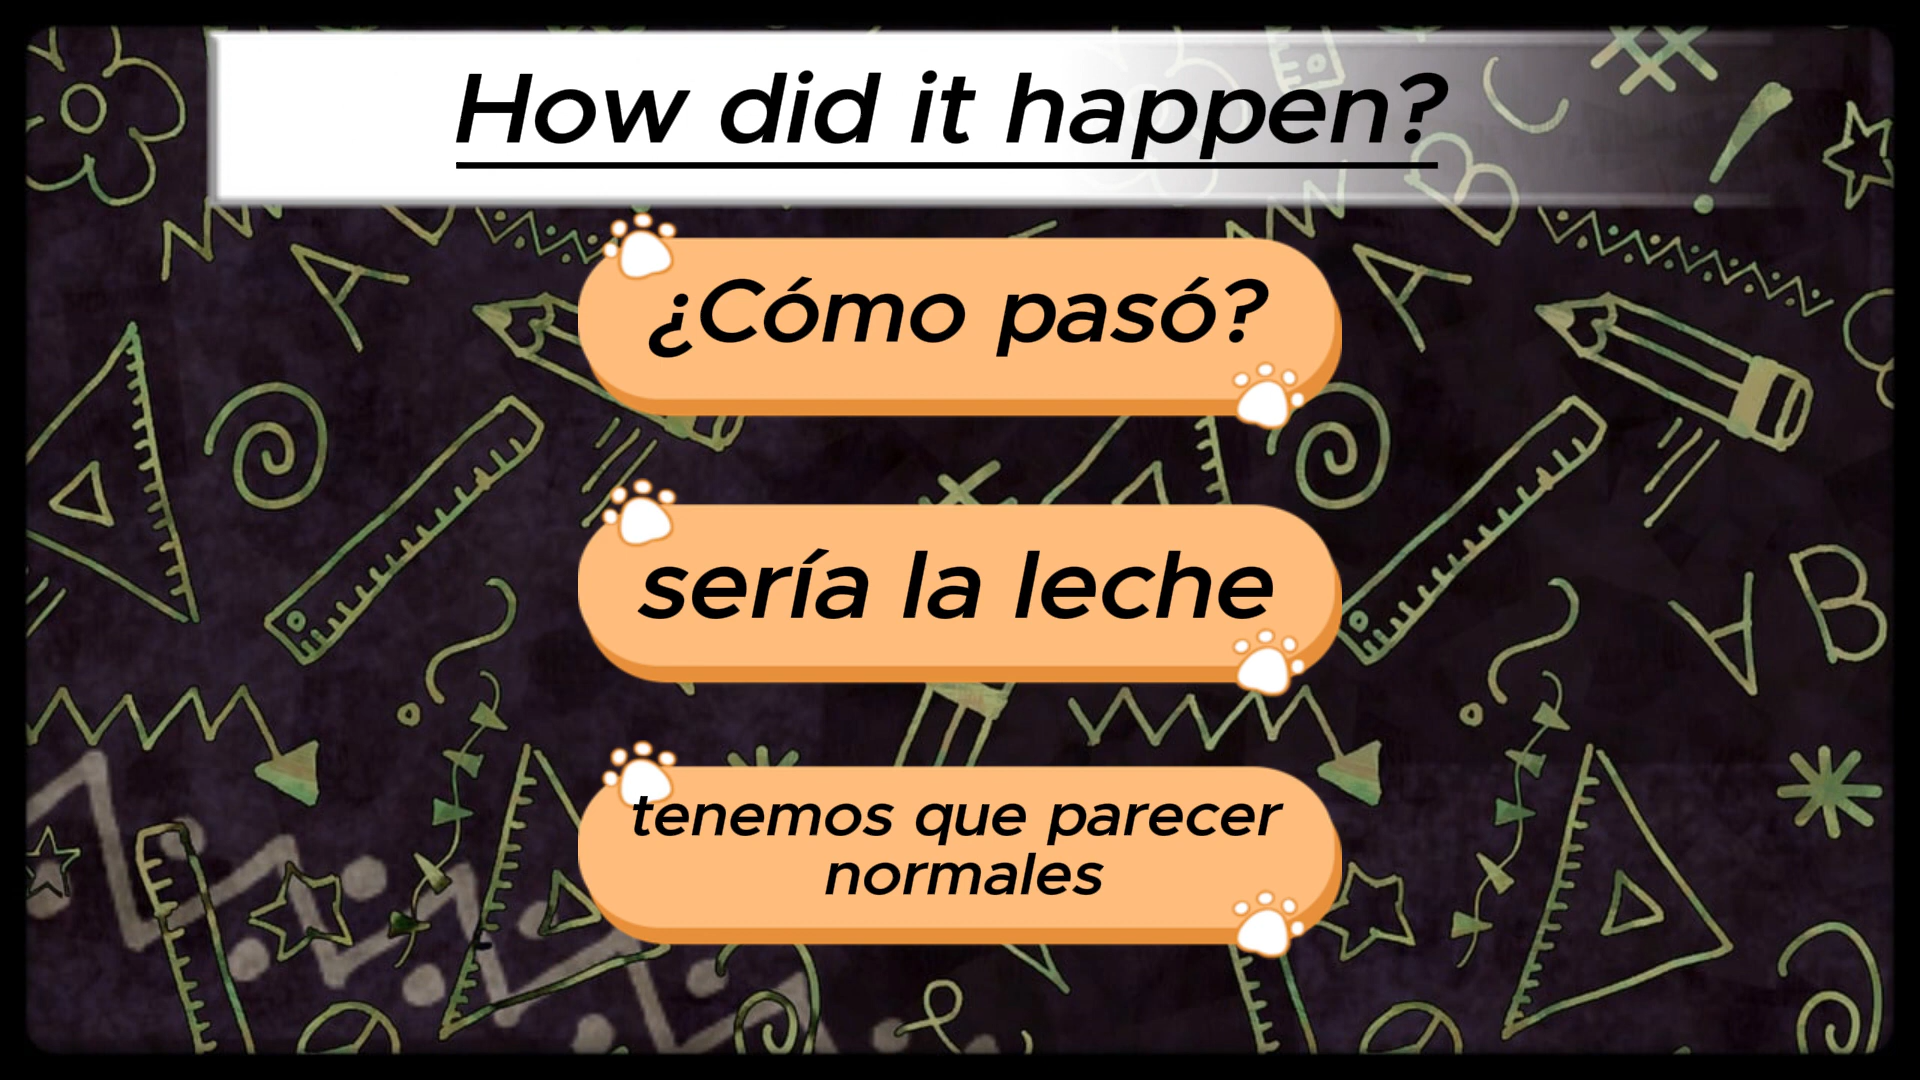 How did it happen?
¿Cómo pasó?
sería la leche
tenemos que parecer
normales